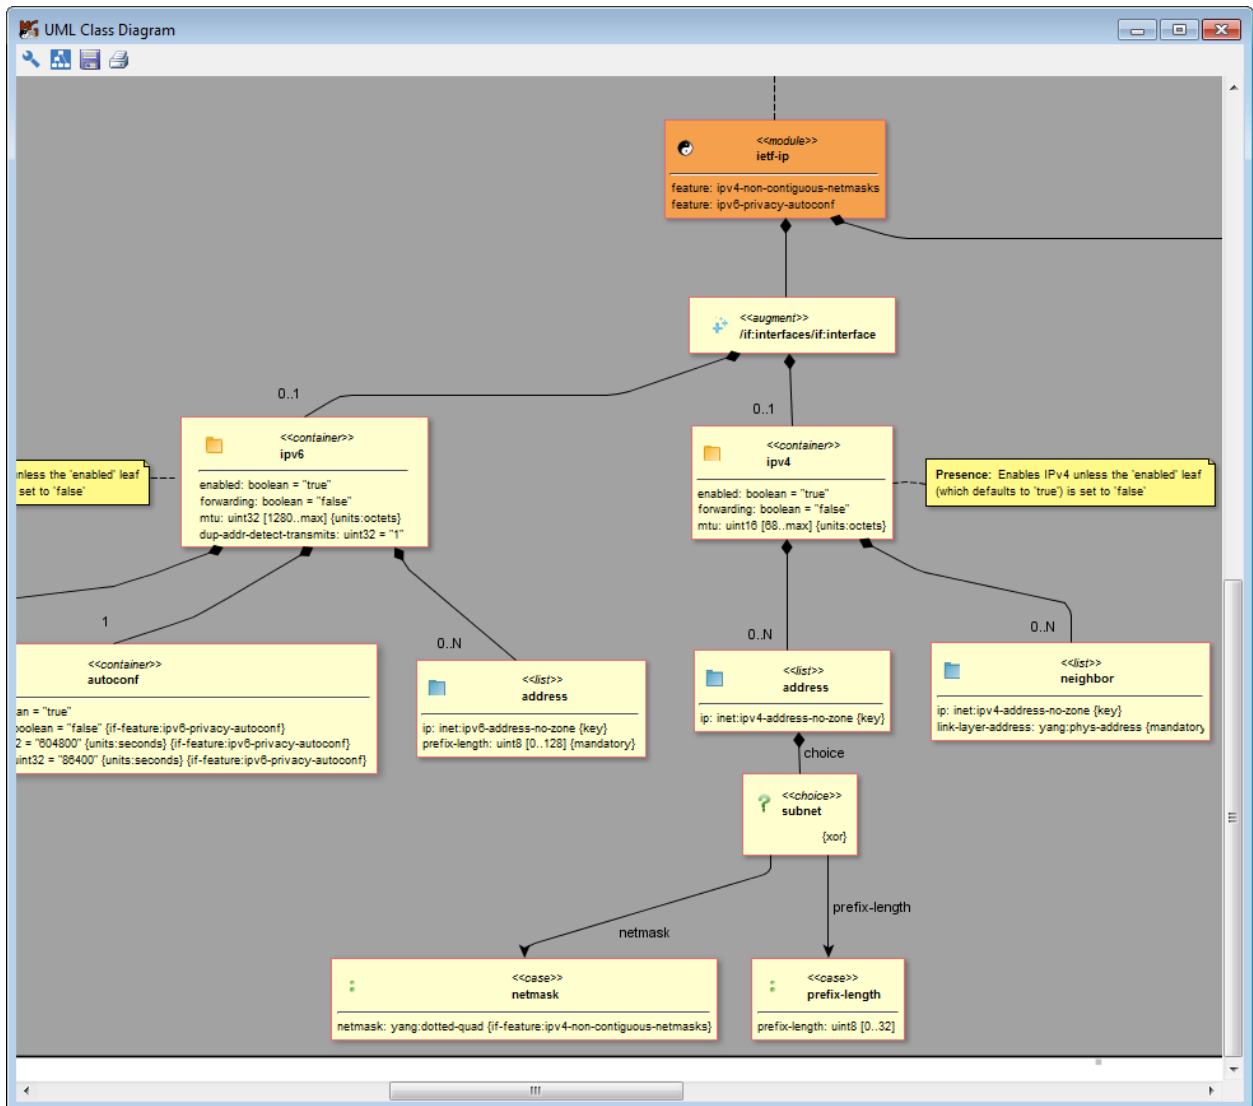 UML Class Diagram
<<module>>
ietf-ip
feature: ipv4-non-contiguous-netmasks
feature: ipv6-privacy-autoconf
<<augment>>
/if:interfaces/if:interface
0..1
0..1
<<container>>
ipv6
enabled: boolean = "true"
forwarding: boolean = "false"
mtu: uint32 [1280..max] {units:octets}
dup-addr-detect-transmits: uint32 = "1"
<<container>>
ipv4
enabled: boolean = "true"
forwarding: boolean = "false"
mtu: uint16 [68..max] {units:octets}
unless the 'enabled' leaf
set to 'false'
Presence: Enables IPv4 unless the 'enabled' leaf
(which defaults to 'true') is set to 'false'
1
0..N
0..N
0..N
<<container>>
autoconf
an = "true"
boolean = "false" {if-feature:ipv6-privacy-autoconf}
2 = "604800" {units:seconds} {if-feature:ipv6-privacy-autoconf}
uint32 = "86400" {units:seconds} {if-feature:ipv6-privacy-autoconf}
<<list>>
address
ip: inet:ipv6-address-no-zone {key}
prefix-length: uint8 [0..128] {mandatory}
<<list>>
address
ip: inet:ipv4-address-no-zone {key}
<<list>>
neighbor
ip: inet:ipv4-address-no-zone {key}
link-layer-address: yang:phys-address {mandatory
choice
<<choice>>
subnet
{xor}
netmask
prefix-length
<<case>>
netmask
netmask: yang:dotted-quad {if-feature:ipv4-non-contiguous-netmasks}
<<case>>
prefix-length
prefix-length: uint8 [0..32]